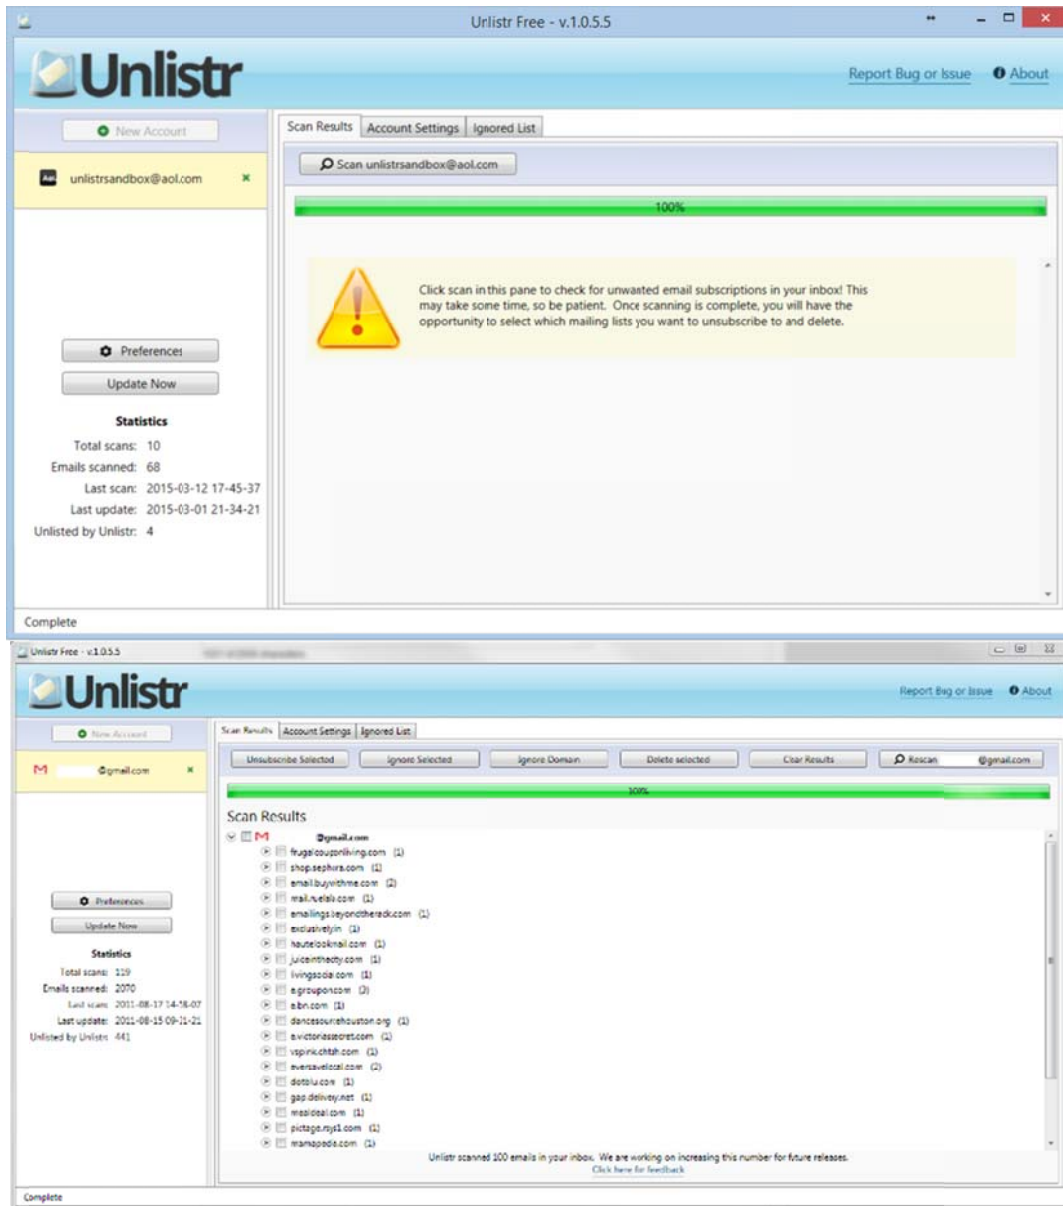 Unlistr Free - v.1.0.5.5
Unlistr
Report Bug or Issue
About
New Account
unlistrsandbox@aol.com
Scan Results
Account Settings
Ignored List
Scan unlistrsandbox@aol.com
100%
Click scan in this pane to check for unwanted email subscriptions in your inbox! This
may take some time, so be patient. Once scanning is complete, you will have the
opportunity to select which mailing lists you want to unsubscribe to and delete.
Preferences
Update Now
Statistics
Total scans: 10
Emails scanned: 68
Last scan: 2015-03-12 17-45-37
Last update: 2015-03-01 21-34-21
Unlisted by Unlistr: 4
Complete
Unlistr Free - v.1.0.5.5
Unlistr
Report Bug or Issue
About
New Account
@gmail.com
Scan Results
Account Settings
Ignored List
Unsubscribe Selected
Ignore Selected
Ignore Domain
Delete selected
Clear Results
Rescan @gmail.com
100%
Scan Results
@gmail.com
frugalcouponliving.com (1)
shop.sephora.com (1)
email.buywithme.com (2)
mail.ruelala.com (1)
emailings.beyondtherack.com (1)
exclusively.in (1)
hautelookmail.com (1)
juiceinthecity.com (1)
livingsocial.com (1)
e.groupon.com
e.bn.com (1)
dancesourcehouston.org (1)
e.victoriassecret.com (1)
(1)
eversavelocal.com (2)
(1)
gap.delivery.net (1)
mealdeal.com (1)
pictage.rsys1.com (1)
mamapedia.com (1)
Preferences
Update Now
Statistics
Total scans: 119
Emails scanned: 2070
Last scan:
Last update:
Unlisted by Unlistr: 441
Unlistr scanned 100 emails in your inbox. We are working on increasing this number for future releases.
Click here for feedback
Complete